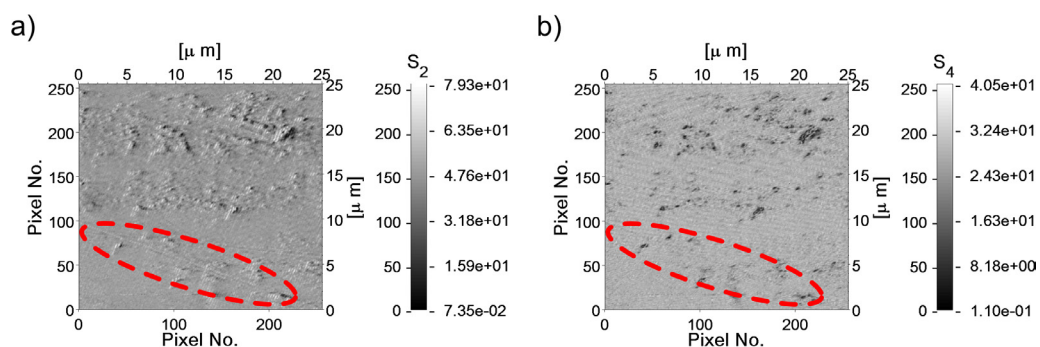 a)
[μ m]
0 5 10 15 20 25
S2
250 200 150 100 50 0
Pixel No.
25 20 15 10 5 0
[μ m]
250 200 150 100 50 0
7.93e+01
6.35e+01
4.76e+01
3.18e+01
1.59e+01
7.35e-02
0 100 200
Pixel No.
b)
[μ m]
0 5 10 15 20 25
S4
250 200 150 100 50 0
Pixel No.
25 20 15 10 5 0
[μ m]
250 200 150 100 50 0
4.05e+01
3.24e+01
2.43e+01
1.63e+01
8.18e+00
1.10e-01
0 100 200
Pixel No.